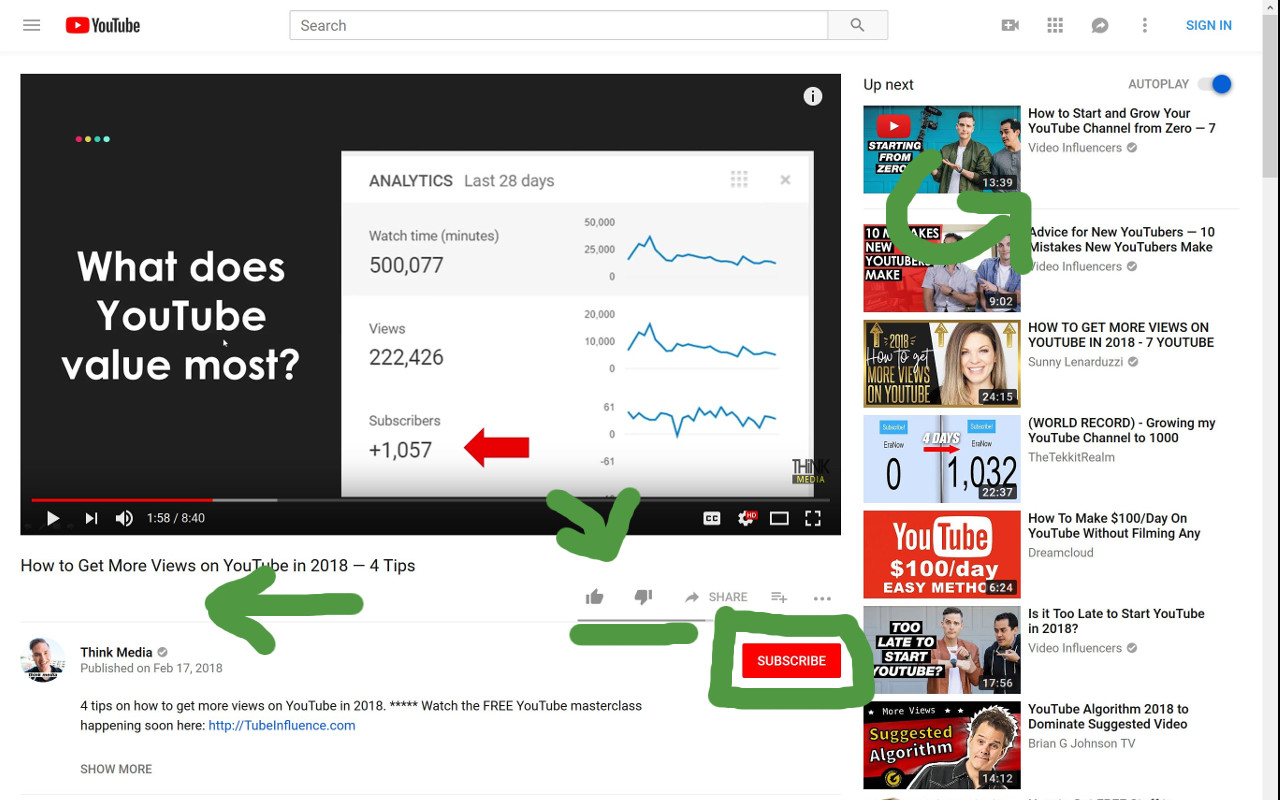 YouTube
Search
SIGN IN
What does
YouTube
value most?
ANALYTICS Last 28 days
Watch time (minutes)
500,077
50,000
25,000
0
Views
222,426
20,000
10,000
0
Subscribers
+1,057
61
0
-61
THiNK
MEDIA
1:58 / 8:40
CC
HD
How to Get More Views on YouTube in 2018 — 4 Tips
SHARE
SUBSCRIBE
Think Media
Published on Feb 17, 2018
4 tips on how to get more views on YouTube in 2018. ***** Watch the FREE YouTube masterclass
happening soon here: http://TubeInfluence.com
SHOW MORE
Up next
AUTOPLAY
STARTING
FROM
ZERO
13:39
How to Start and Grow Your
YouTube Channel from Zero — 7
Video Influencers
10 MISTAKES
NEW
YOUTUBERS
MAKE
9:02
Advice for New YouTubers — 10
Mistakes New YouTubers Make
Video Influencers
2018
How to get
MORE VIEWS
ON YOUTUBE
24:15
HOW TO GET MORE VIEWS ON
YOUTUBE IN 2018 - 7 YOUTUBE
Sunny Lenarduzzi
Subscribe!
EraNow
0
4 DAYS
Subscribe!
EraNow
1,032
22:37
(WORLD RECORD) - Growing my
YouTube Channel to 1000
TheTekkitRealm
YouTube
$100/day
EASY METHO
6:24
How To Make $100/Day On
YouTube Without Filming Any
Dreamcloud
TOO
LATE TO
START
YOUTUBE?
17:56
Is it Too Late to Start YouTube
in 2018?
Video Influencers
More Views
Suggested
Algorithm
14:12
YouTube Algorithm 2018 to
Dominate Suggested Video
Brian G Johnson TV